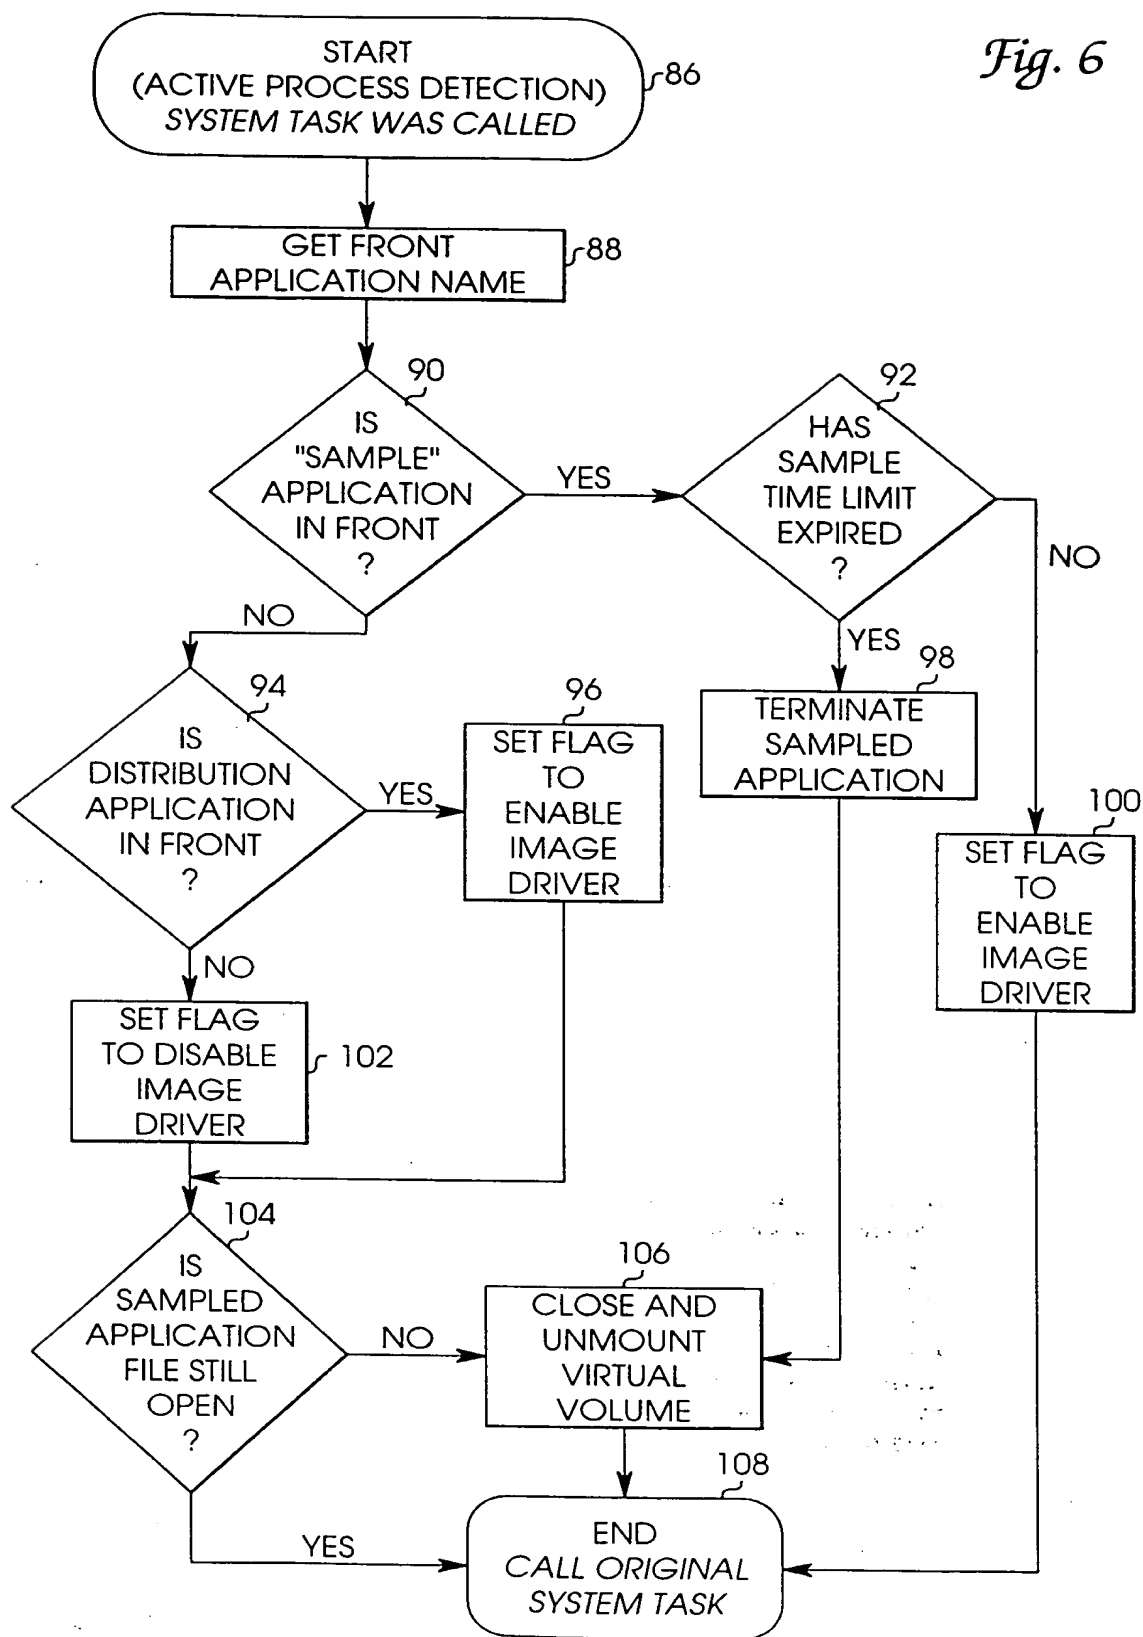 Fig. 6
START
(ACTIVE PROCESS DETECTION)
SYSTEM TASK WAS CALLED
86
GET FRONT
APPLICATION NAME
88
90
IS
"SAMPLE"
APPLICATION
IN FRONT
?
YES
NO
92
HAS
SAMPLE
TIME LIMIT
EXPIRED
?
NO
YES
94
IS
DISTRIBUTION
APPLICATION
IN FRONT
?
YES
NO
96
SET FLAG
TO
ENABLE
IMAGE
DRIVER
98
TERMINATE
SAMPLED
APPLICATION
100
SET FLAG
TO
ENABLE
IMAGE
DRIVER
SET FLAG
TO DISABLE
IMAGE
DRIVER
102
104
IS
SAMPLED
APPLICATION
FILE STILL
OPEN
?
NO
YES
106
CLOSE AND
UNMOUNT
VIRTUAL
VOLUME
108
END
CALL ORIGINAL
SYSTEM TASK